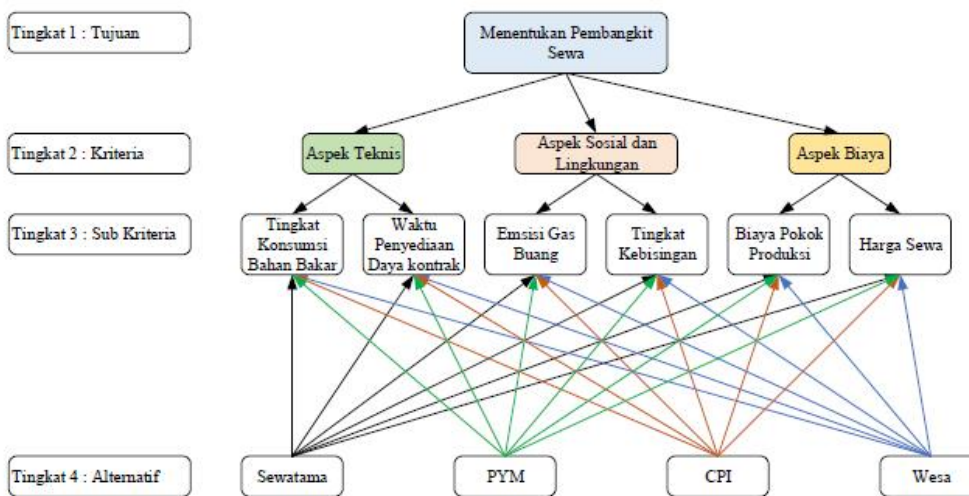 Tingkat 1 : Tujuan
Menentukan Pembangkit
Sewa
Tingkat 2 : Kriteria
Aspek Teknis
Aspek Sosial dan
Lingkungan
Aspek Biaya
Tingkat 3 : Sub Kriteria
Tingkat
Konsumsi
Bahan Bakar
Waktu
Penyediaan
Daya kontrak
Emsisi Gas
Buang
Tingkat
Kebisingan
Biaya Pokok
Produksi
Harga Sewa
Tingkat 4 : Alternatif
Sewatama
PYM
CPI
Wesa